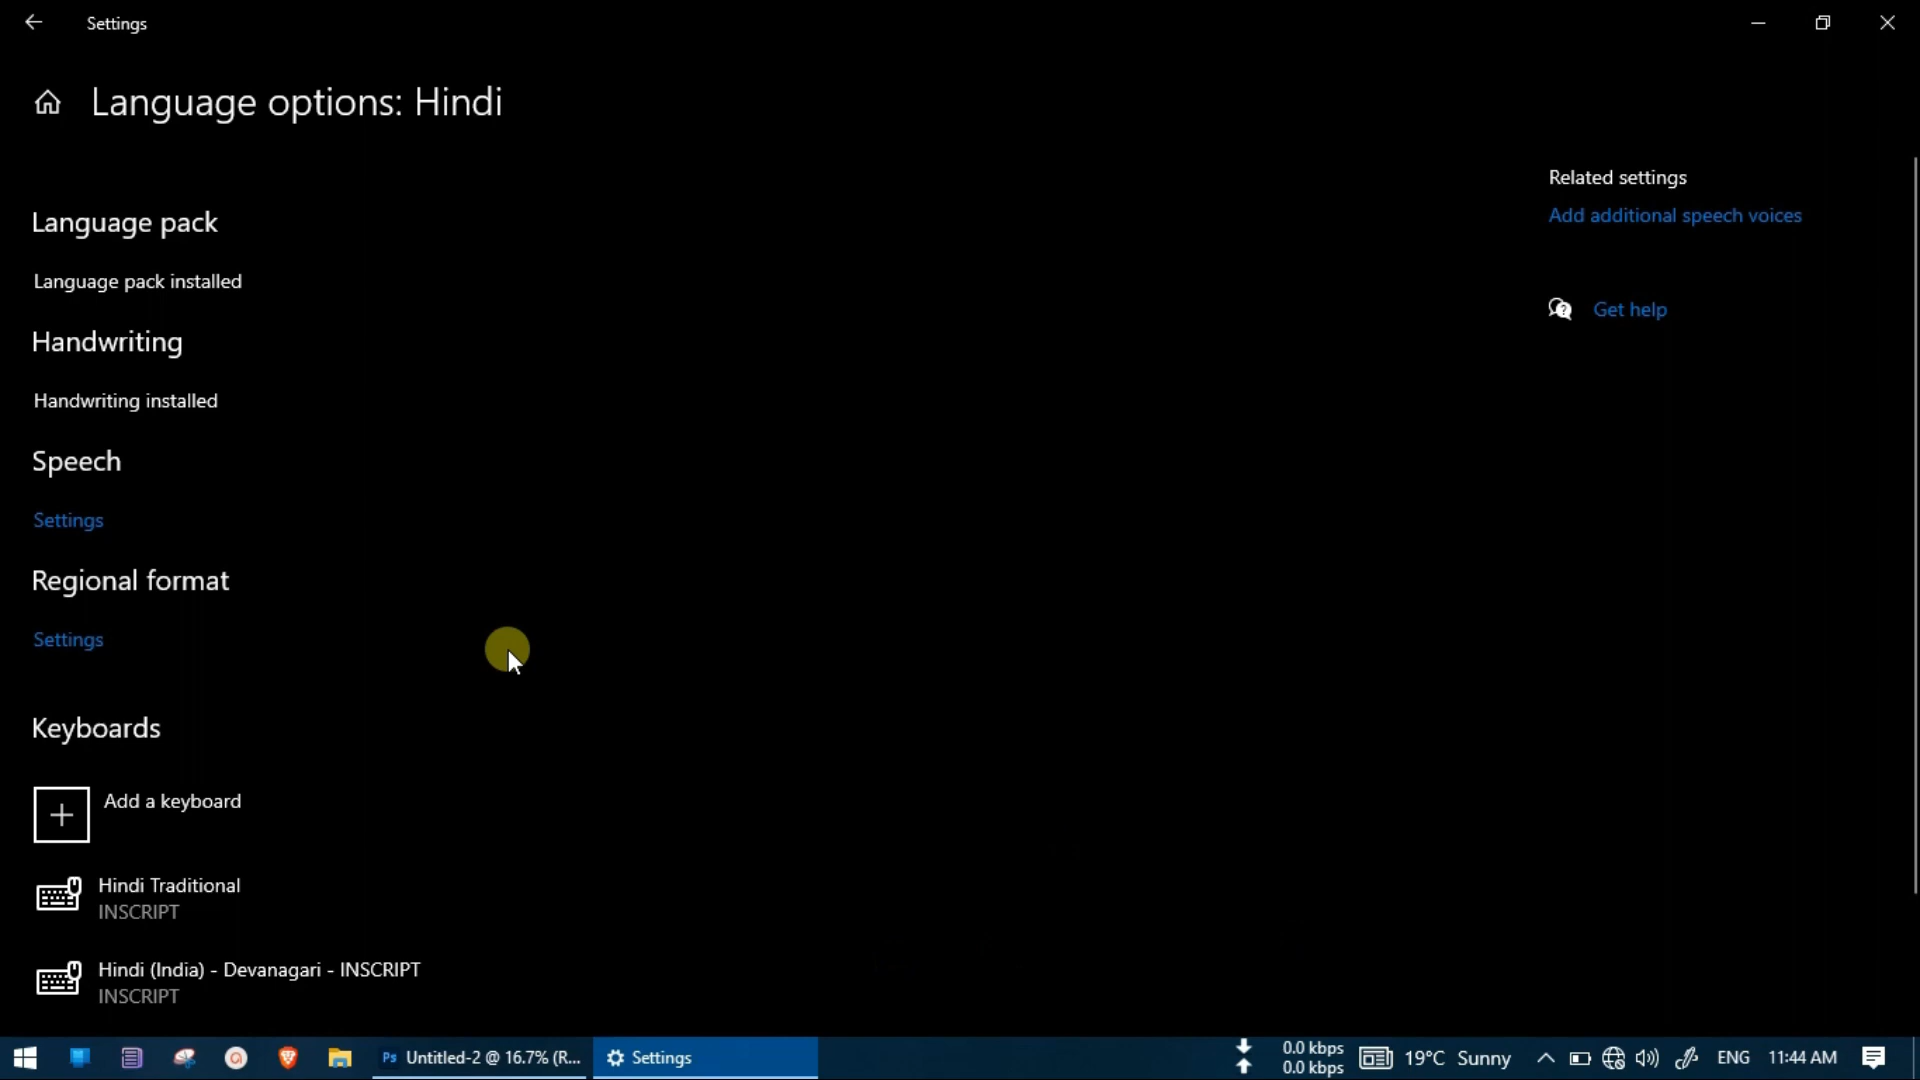 Settings
Language options: Hindi
Related settings
Add additional speech voices
Language pack
Language pack installed
Get help
Handwriting
Handwriting installed
Speech
Settings
Regional format
Settings
Keyboards
Add a keyboard
Hindi Traditional
INSCRIPT
Hindi (India) - Devanagari - INSCRIPT
INSCRIPT
Ps Untitled-2 @ 16.7% (R...
Settings
0.0 kbps
0.0 kbps
19°C Sunny
ENG
11:44 AM